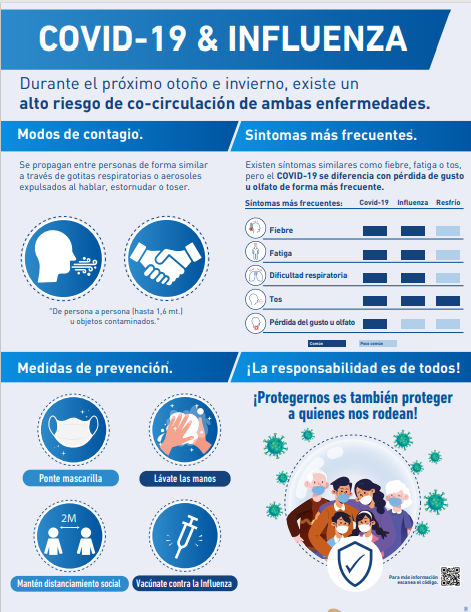 COVID-19 & INFLUENZA
Durante el próximo otoño e invierno, existe un
alto riesgo de co-circulación de ambas enfermedades.
Modos de contagio.
Se propagan entre personas de forma similar
a través de gotitas respiratorias o aerosoles
expulsados al hablar, estornudar o toser.
"De persona a persona (hasta 1,6 mt.)
u objetos contaminados."
Sintomas más frecuentes.
Existen síntomas similares como fiebre, fatiga o tos,
pero el COVID-19 se diferencia con pérdida de gusto
u olfato de forma más frecuente.
Síntomas más frecuentes: Covid-19 Influenza Resfrío
Fiebre
Fatiga
Dificultad respiratoria
Tos
Pérdida del gusto u olfato
Común Poco común
Medidas de prevención.
Ponte mascarilla
Lávate las manos
2M
Mantén distanciamiento social
Vacúnate contra la Influenza
¡La responsabilidad es de todos!
¡Protegernos es también proteger
a quienes nos rodean!
Para más información
escanea el código.